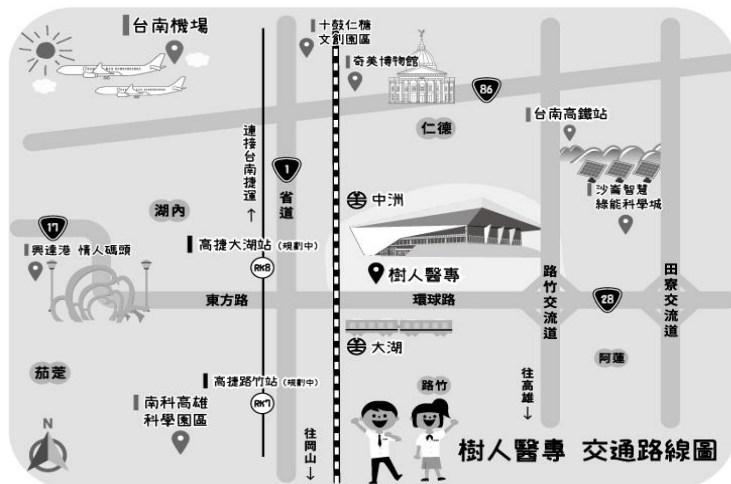 台南機場
十鼓仁糖
文創園區
奇美博物館
86
仁德
台南高鐵站
連接台南捷運→
1
省道
中洲
沙崙智慧
綠能科學城
湖內
17
興達港 情人碼頭
高捷大湖站 (規劃中)
RK8
樹人醫專
東方路
環球路
路竹交流道
28
田寮交流道
大湖
阿蓮
茄萣
高捷路竹站 (規劃中)
RK7
路竹
往高雄→
南科高雄
科學園區
往岡山→
N
樹人醫專 交通路線圖